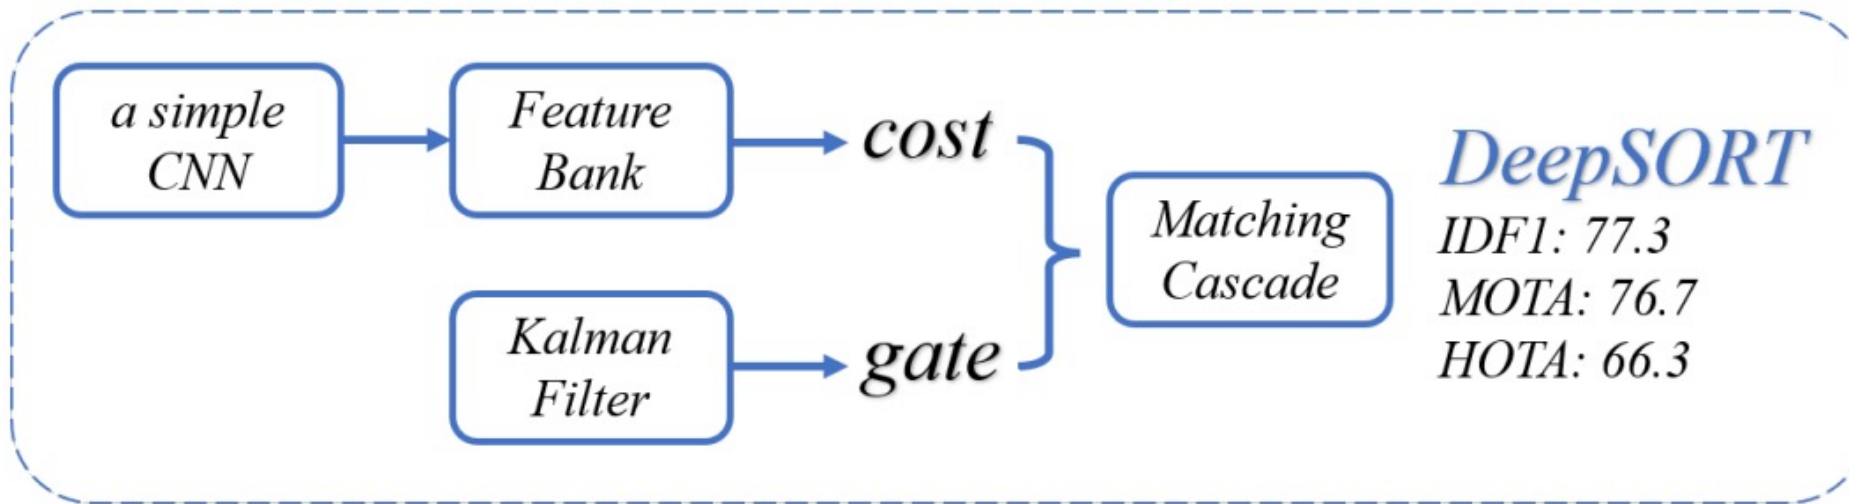 a simple
CNN
Feature
Bank
cost
Kalman
Filter
gate
Matching
Cascade
DeepSORT
IDF1: 77.3
MOTA: 76.7
HOTA: 66.3